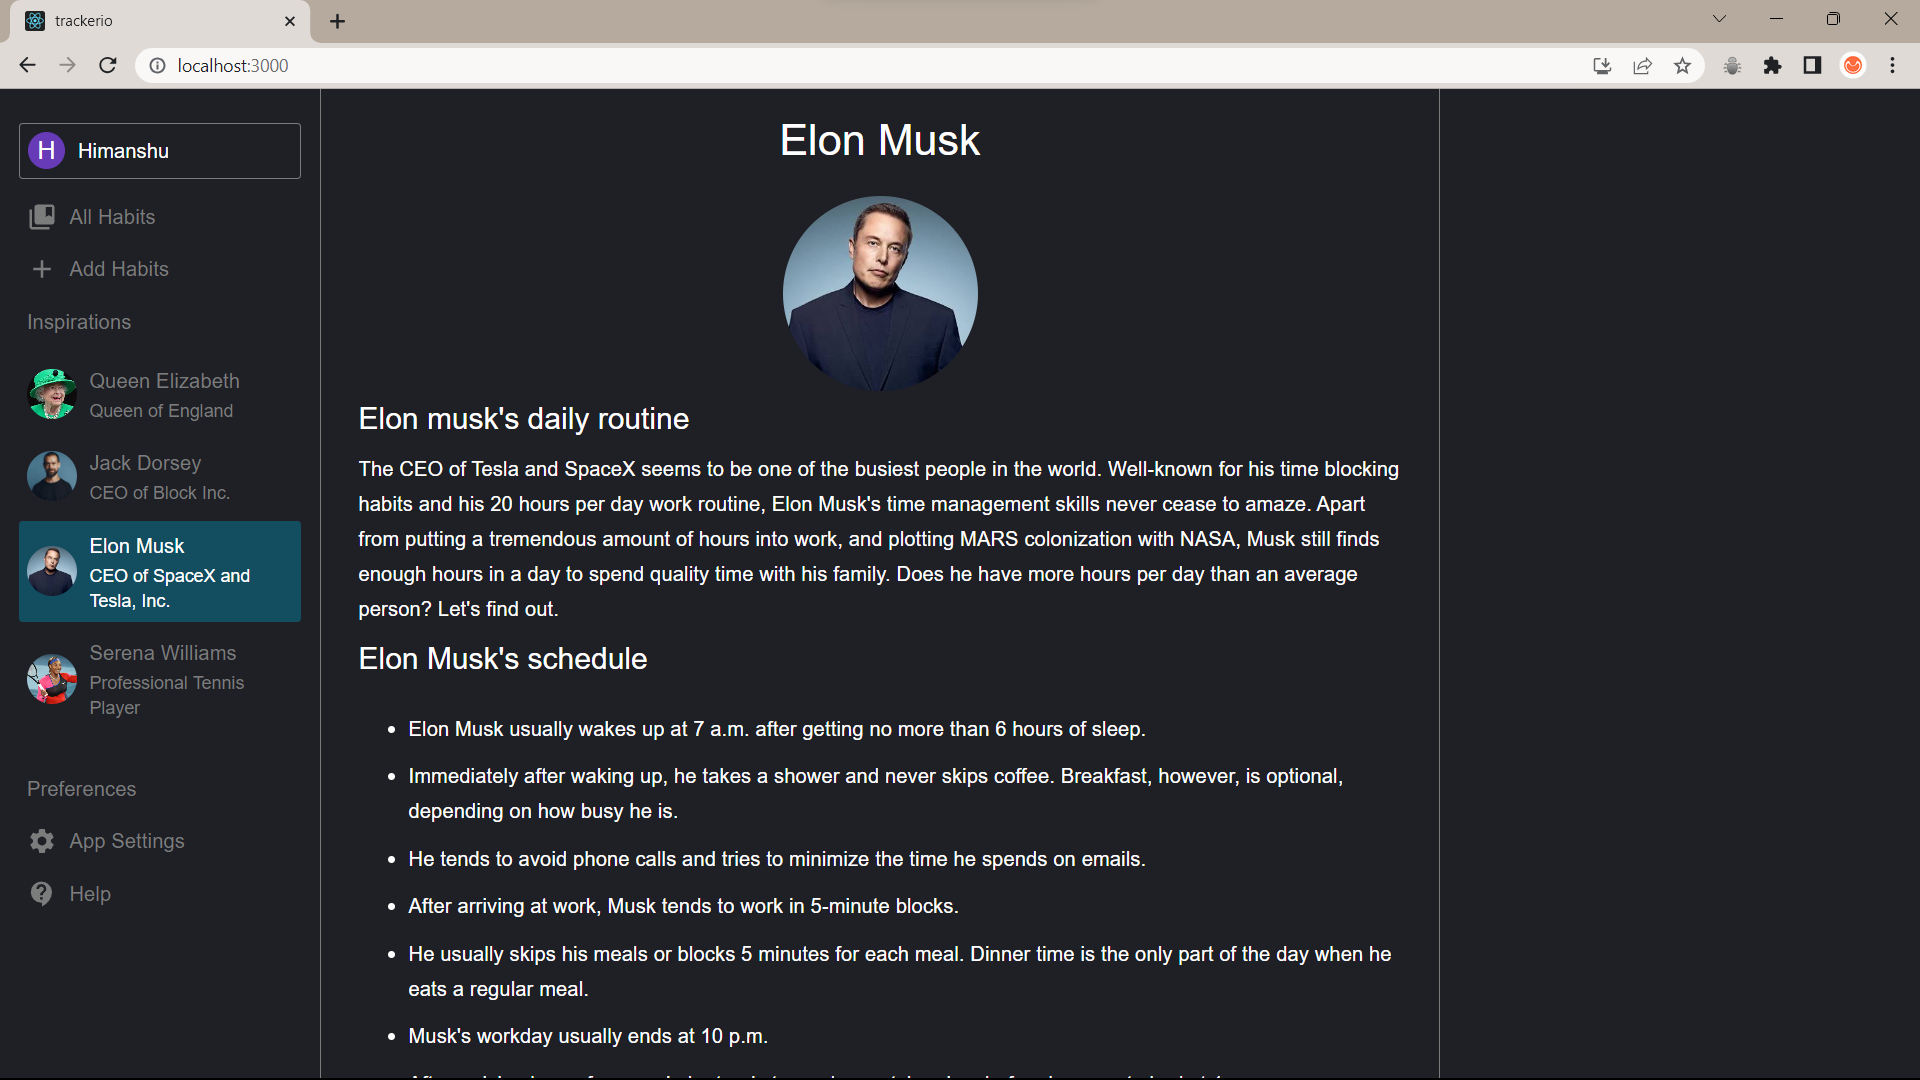 trackerio
localhost:3000
H Himanshu
All Habits
Add Habits
Inspirations
Queen Elizabeth
Queen of England
Jack Dorsey
CEO of Block Inc.
Elon Musk
CEO of SpaceX and
Tesla, Inc.
Serena Williams
Professional Tennis
Player
Preferences
App Settings
Help
Elon Musk
Elon musk's daily routine
The CEO of Tesla and SpaceX seems to be one of the busiest people in the world. Well-known for his time blocking
habits and his 20 hours per day work routine, Elon Musk's time management skills never cease to amaze. Apart
from putting a tremendous amount of hours into work, and plotting MARS colonization with NASA, Musk still finds
enough hours in a day to spend quality time with his family. Does he have more hours per day than an average
person? Let's find out.
Elon Musk's schedule
• Elon Musk usually wakes up at 7 a.m. after getting no more than 6 hours of sleep.
• Immediately after waking up, he takes a shower and never skips coffee. Breakfast, however, is optional,
depending on how busy he is.
• He tends to avoid phone calls and tries to minimize the time he spends on emails.
• After arriving at work, Musk tends to work in 5-minute blocks.
• He usually skips his meals or blocks 5 minutes for each meal. Dinner time is the only part of the day when he
eats a regular meal.
• Musk's workday usually ends at 10 p.m.